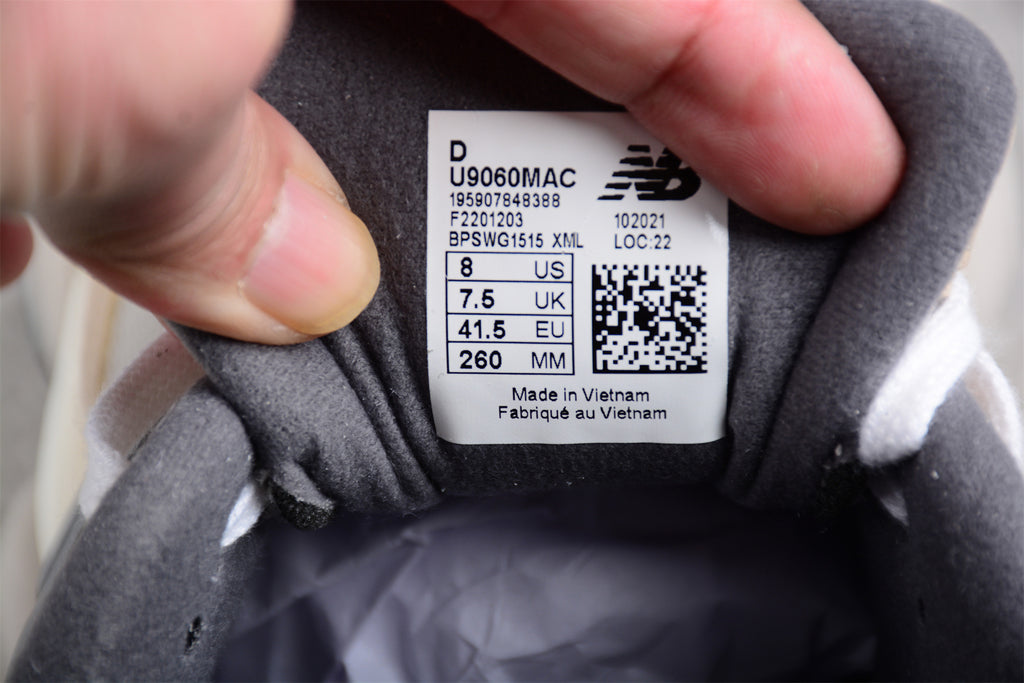 D
U9060MAC
195907848388
F2201203
BPSWG1515 XML
NB
102021
LOC:22
8 US
7.5 UK
41.5 EU
260 MM
Made in Vietnam
Fabriqué au Vietnam